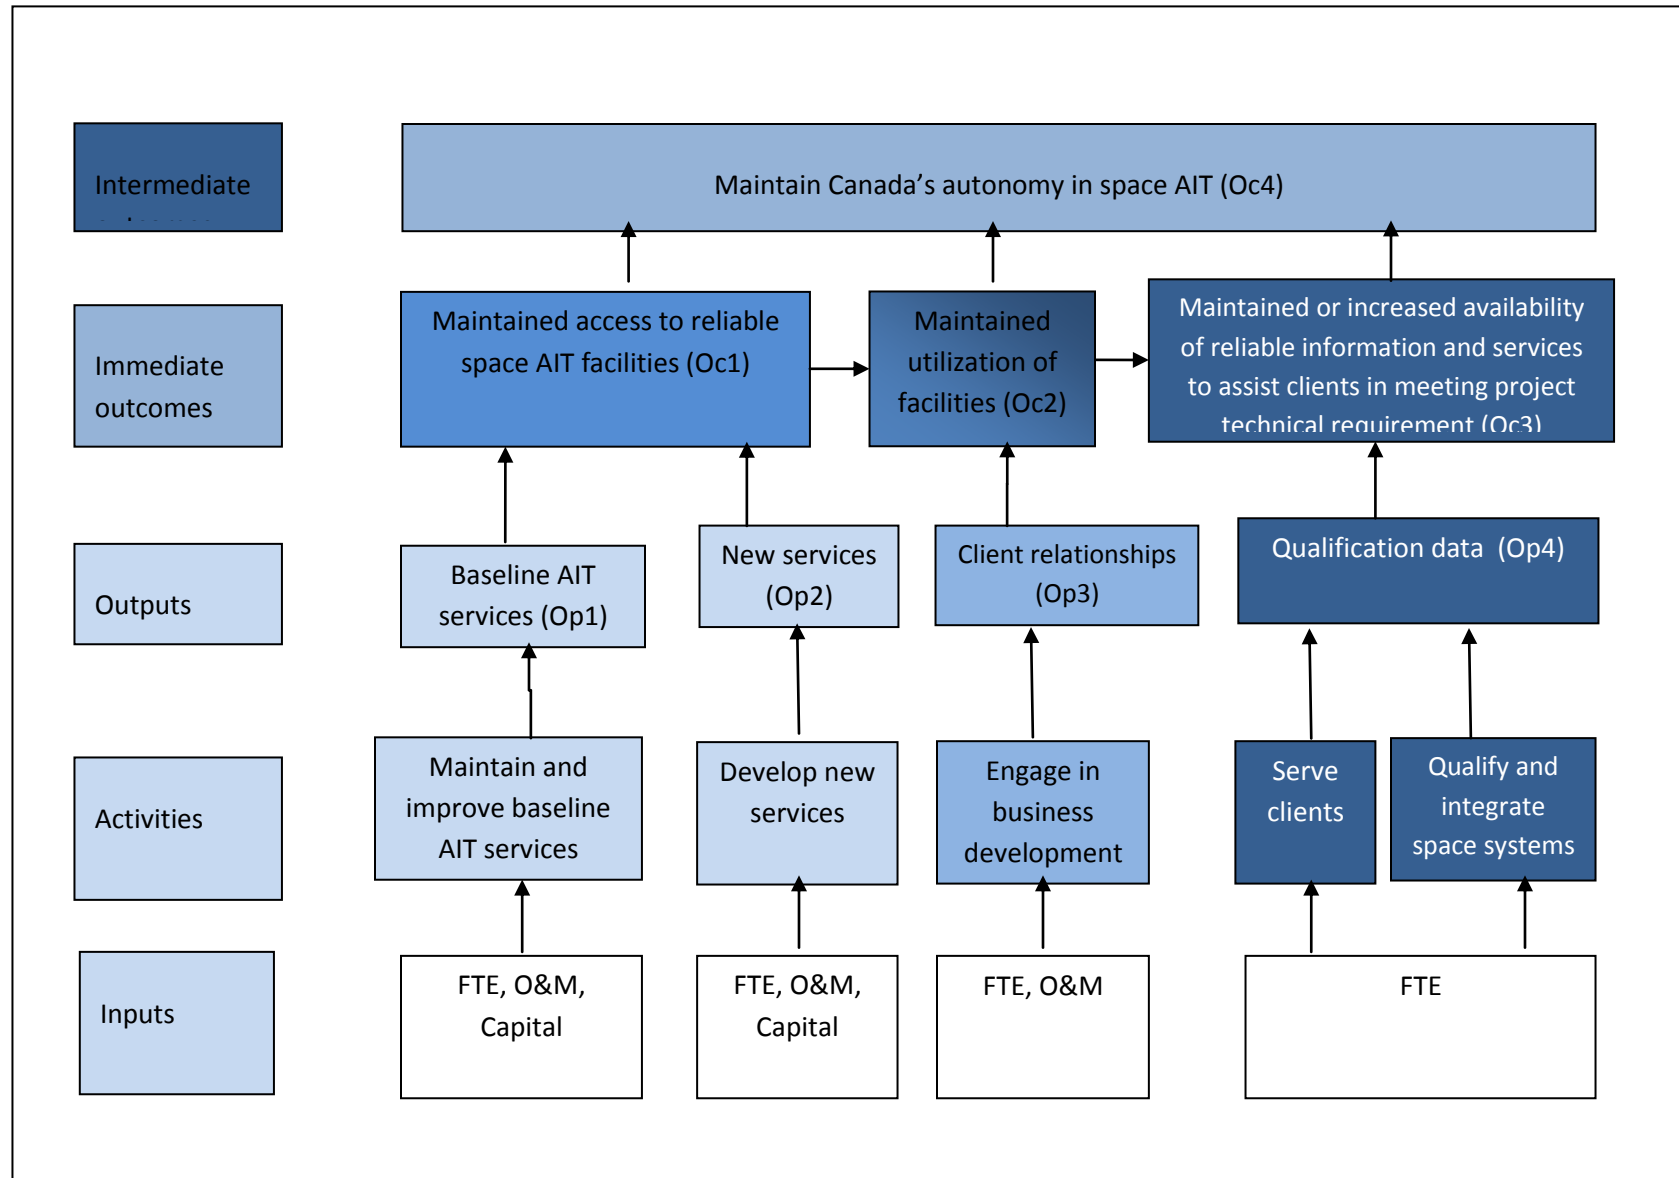 Intermediate
Maintain Canada's autonomy in space AIT (Oc4)
Immediate
outcomes
Maintained access to reliable
space AIT facilities (Oc1)
Maintained
utilization of
facilities (Oc2)
Maintained or increased availability
of reliable information and services
to assist clients in meeting project
technical requirement (Oc3)
Outputs
Baseline AIT
services (Op1)
New services
(Op2)
Client relationships
(Op3)
Qualification data (Op4)
Activities
Maintain and
improve baseline
AIT services
Develop new
services
Engage in
business
development
Serve
clients
Qualify and
integrate
space systems
Inputs
FTE, O&M,
Capital
FTE, O&M,
Capital
FTE, O&M
FTE